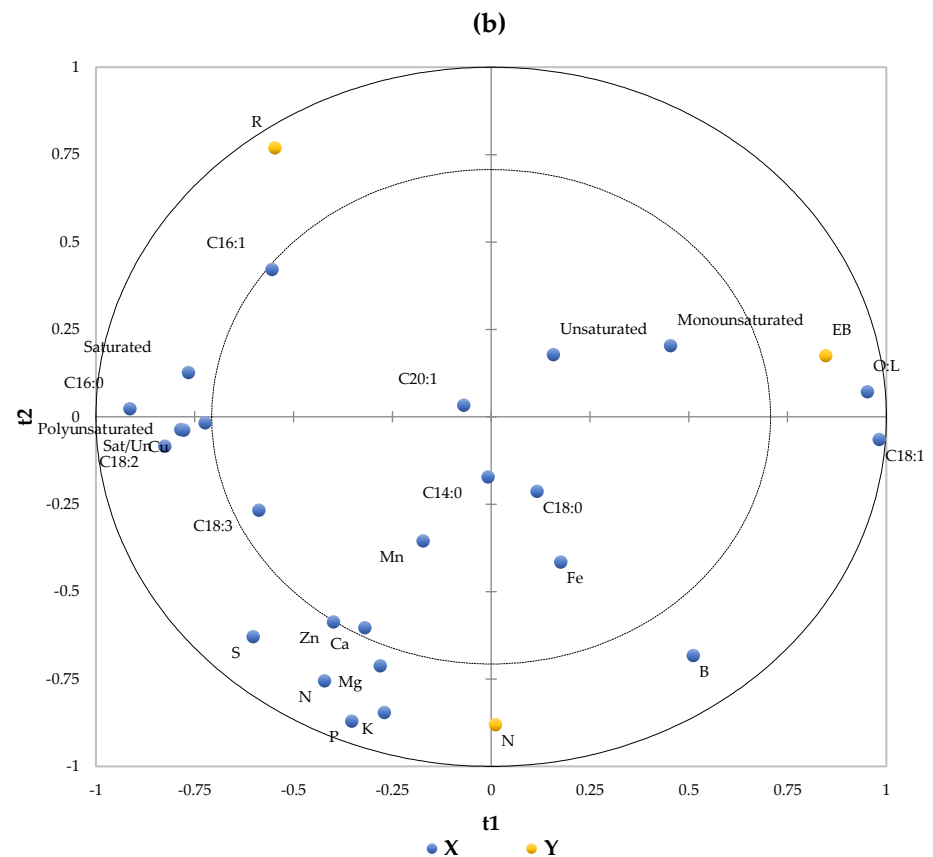 (b)
1
R
0.75
C16:1
0.5
0.25
Unsaturated
Monounsaturated
EB
Saturated
O:L
C16:0
C20:1
t2
0
Polyunsaturated
Sat/Un
Cu
C18:2
C18:1
C14:0
C18:0
-0.25
C18:3
Mn
Fe
-0.5
Zn
Ca
S
B
Mg
-0.75
N
P
K
N
-1
-1
-0.75
-0.5
-0.25
0
0.25
0.5
0.75
1
t1
X
Y